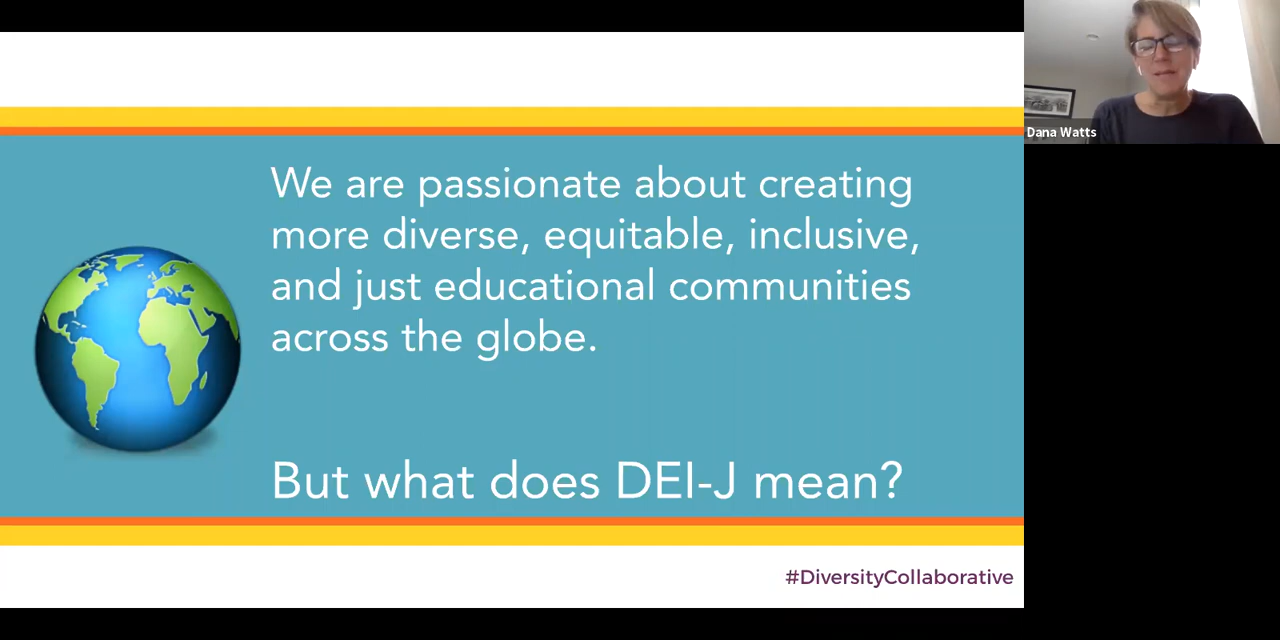 We are passionate about creating
more diverse, equitable, inclusive,
and just educational communities
across the globe.
But what does DEI-J mean?
#DiversityCollaborative
Dana Watts